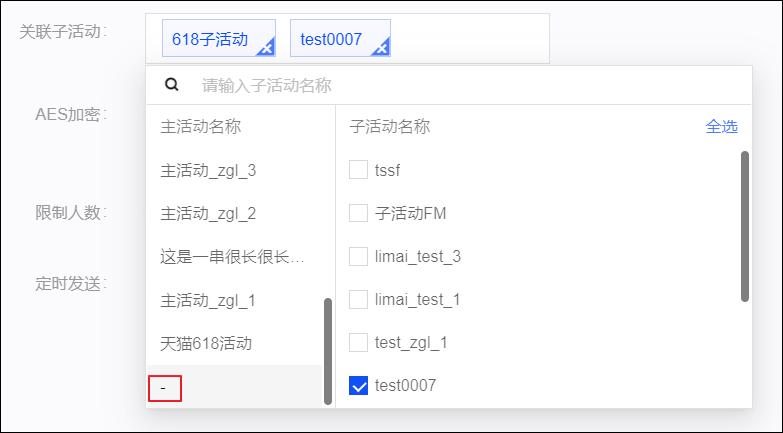 关联子活动:
618子活动
test0007
请输入子活动名称
AES加密:
限制人数:
定时发送:
主活动名称
主活动_zgl_3
主活动_zgl_2
这是一串很长很长…
主活动_zgl_1
天猫618活动
-
子活动名称
全选
tssf
子活动FM
limai_test_3
limai_test_1
test_zgl_1
test0007